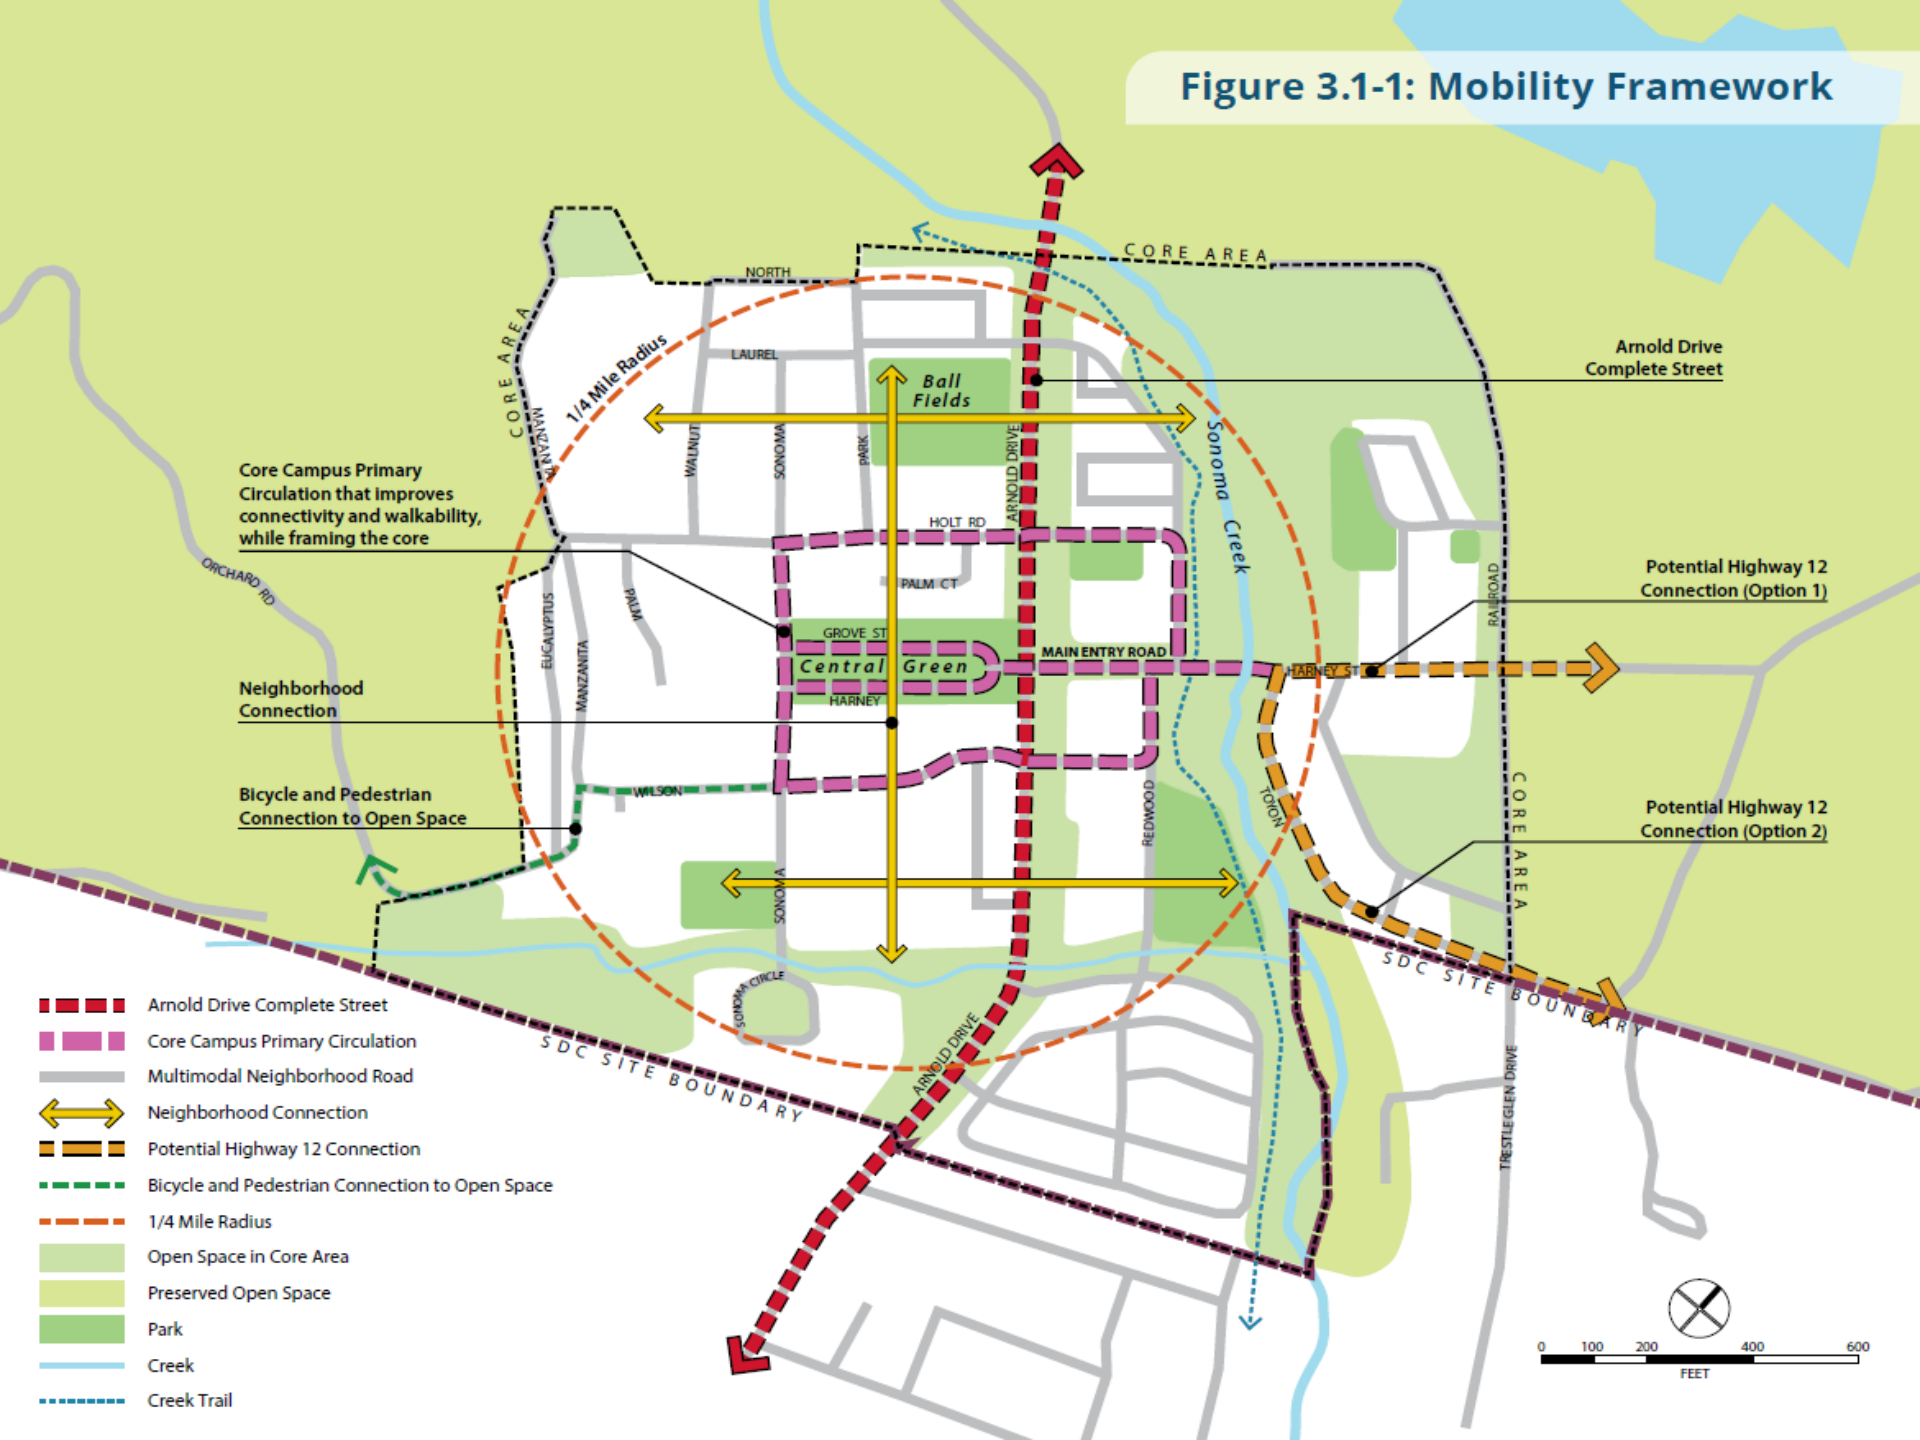 Figure 3.1-1: Mobility Framework
CORE AREA
NORTH
CORE AREA
1/4 Mile Radius
LAUREL
Ball
Fields
Arnold Drive
Complete Street
MANZANITA
WALNUT
SONOMA
PARK
ARNOLD DRIVE
Sonoma Creek
Core Campus Primary
Circulation that improves
connectivity and walkability,
while framing the core
HOLT RD
ORCHARD RD
PALM CT
Potential Highway 12
Connection (Option 1)
RAILROAD
EUCALYPTUS
PALM
MANZANITA
GROVE ST
Central Green
MAIN ENTRY ROAD
HARNEY ST
HARNEY
Neighborhood
Connection
Bicycle and Pedestrian
Connection to Open Space
WILSON
REDWOOD
TOYON
CORE AREA
Potential Highway 12
Connection (Option 2)
SONOMA
SONOMA CIRCLE
SDC SITE BOUNDARY
SDC SITE BOUNDARY
ARNOLD DRIVE
TRESTLE GLEN DRIVE
Arnold Drive Complete Street
Core Campus Primary Circulation
Multimodal Neighborhood Road
Neighborhood Connection
Potential Highway 12 Connection
Bicycle and Pedestrian Connection to Open Space
1/4 Mile Radius
Open Space in Core Area
Preserved Open Space
Park
Creek
Creek Trail
0 100 200 400 600
FEET